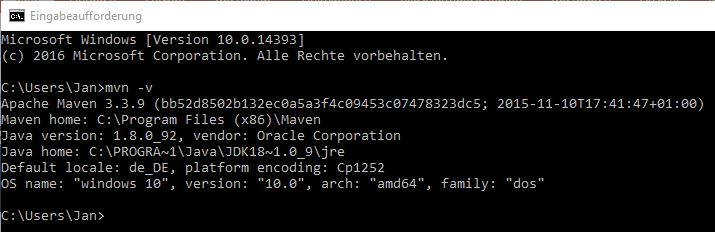 Eingabeaufforderung
Microsoft Windows [Version 10.0.14393]
(c) 2016 Microsoft Corporation. Alle Rechte vorbehalten.
C:\Users\Jan>mvn -v
Apache Maven 3.3.9 (bb52d8502b132ec0a5a3f4c09453c07478323dc5; 2015-11-10T17:41:47+01:00)
Maven home: C:\Program Files (x86)\Maven
Java version: 1.8.0_92, vendor: Oracle Corporation
Java home: C:\PROGRA~1\Java\JDK18~1.0_9\jre
Default locale: de_DE, platform encoding: Cp1252
OS name: "windows 10", version: "10.0", arch: "amd64", family: "dos"
C:\Users\Jan>